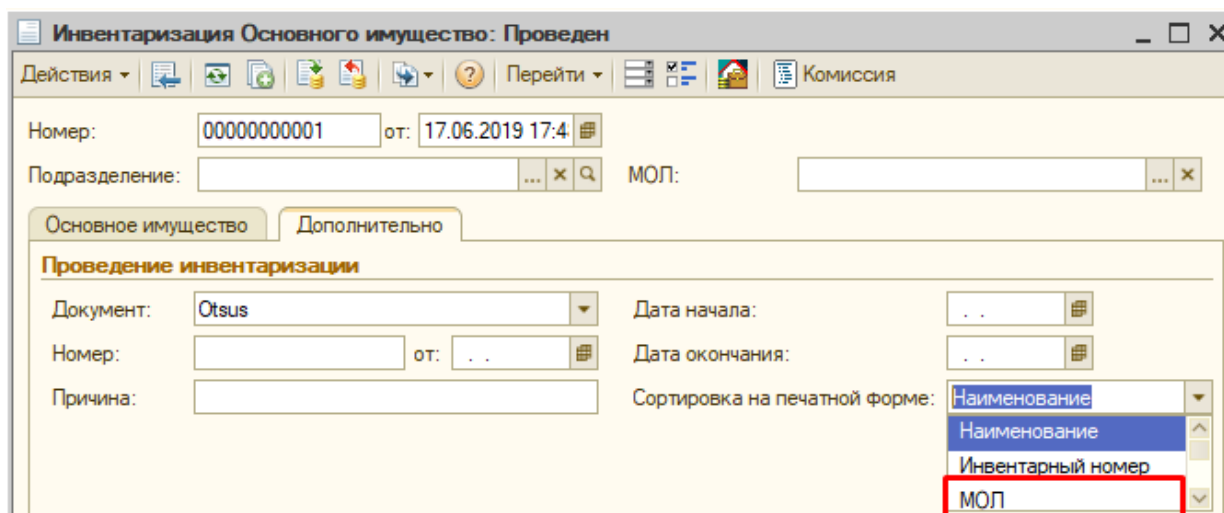 Инвентаризация Основного имущество: Проведен
Действия Перейти Комиссия
Номер: 00000000001 от: 17.06.2019 17:4
Подразделение: ... МОЛ: ...
Основное имущество Дополнительно
Проведение инвентаризации
Документ: Otsus Дата начала: . .
Номер: от: . . Дата окончания: . .
Причина: Сортировка на печатной форме: Наименование
Наименование
Инвентарный номер
МОЛ